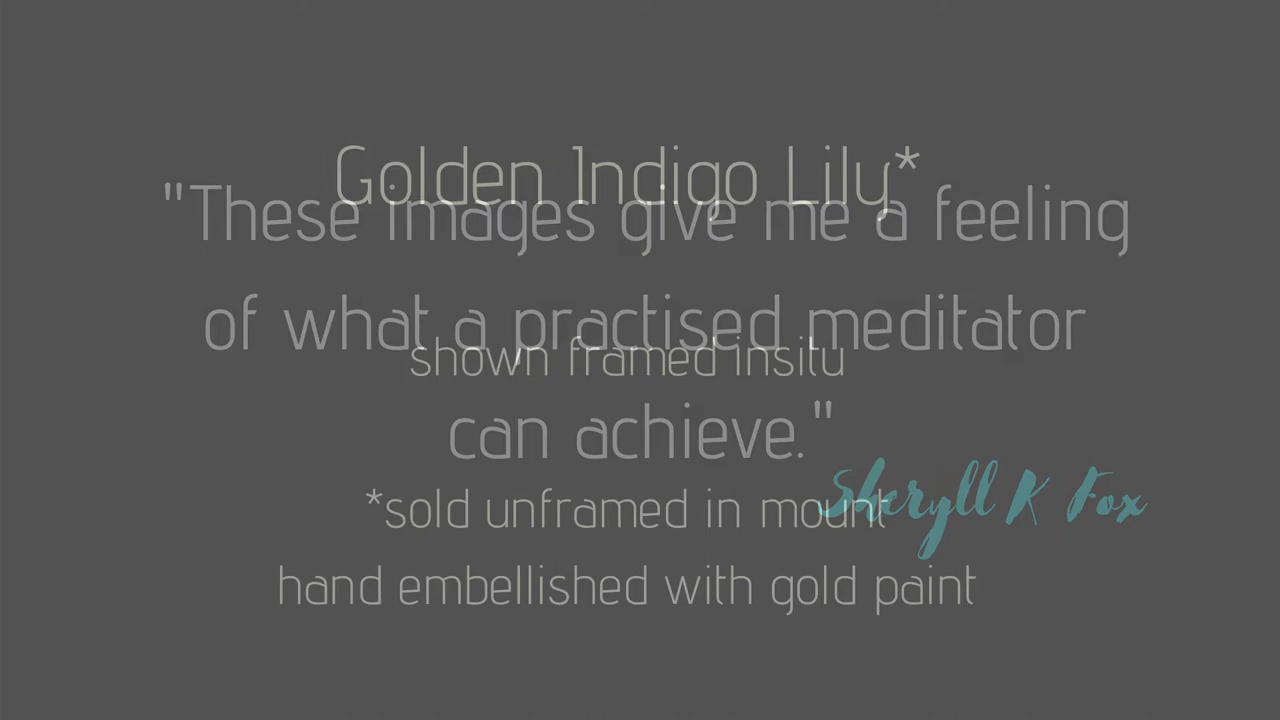 Golden Indigo Lily*
"These images give me a feeling
of what a practised meditator
shown framed insitu
can achieve."
Sheryll K Fox
*sold unframed in mount
hand embellished with gold paint